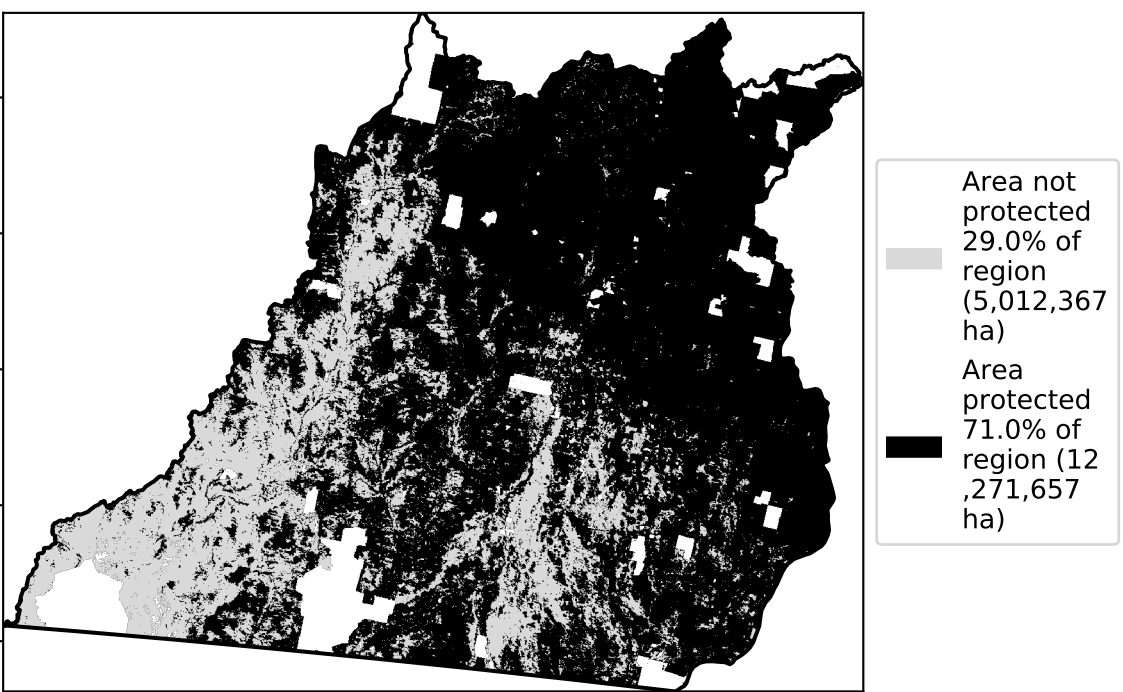 Area not
protected
29.0% of
region
(5,012,367
ha)
Area
protected
71.0% of
region (12
,271,657
ha)